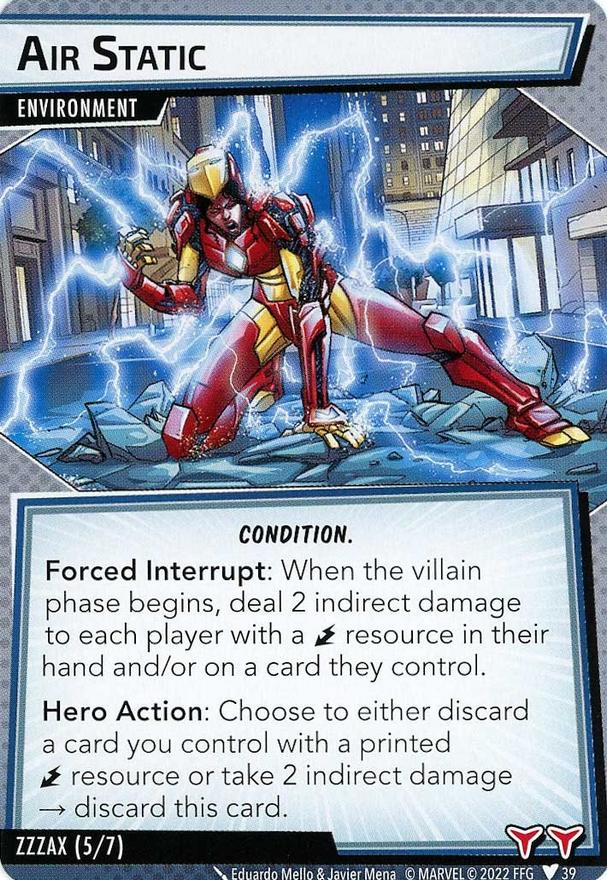 AIR STATIC
ENVIRONMENT
CONDITION.
Forced Interrupt: When the villain
phase begins, deal 2 indirect damage
to each player with a resource in their
hand and/or on a card they control.
Hero Action: Choose to either discard
a card you control with a printed
resource or take 2 indirect damage
→ discard this card.
ZZZAX (5/7)
Eduardo Mello & Javier Mena © MARVEL © 2022 FFG 39